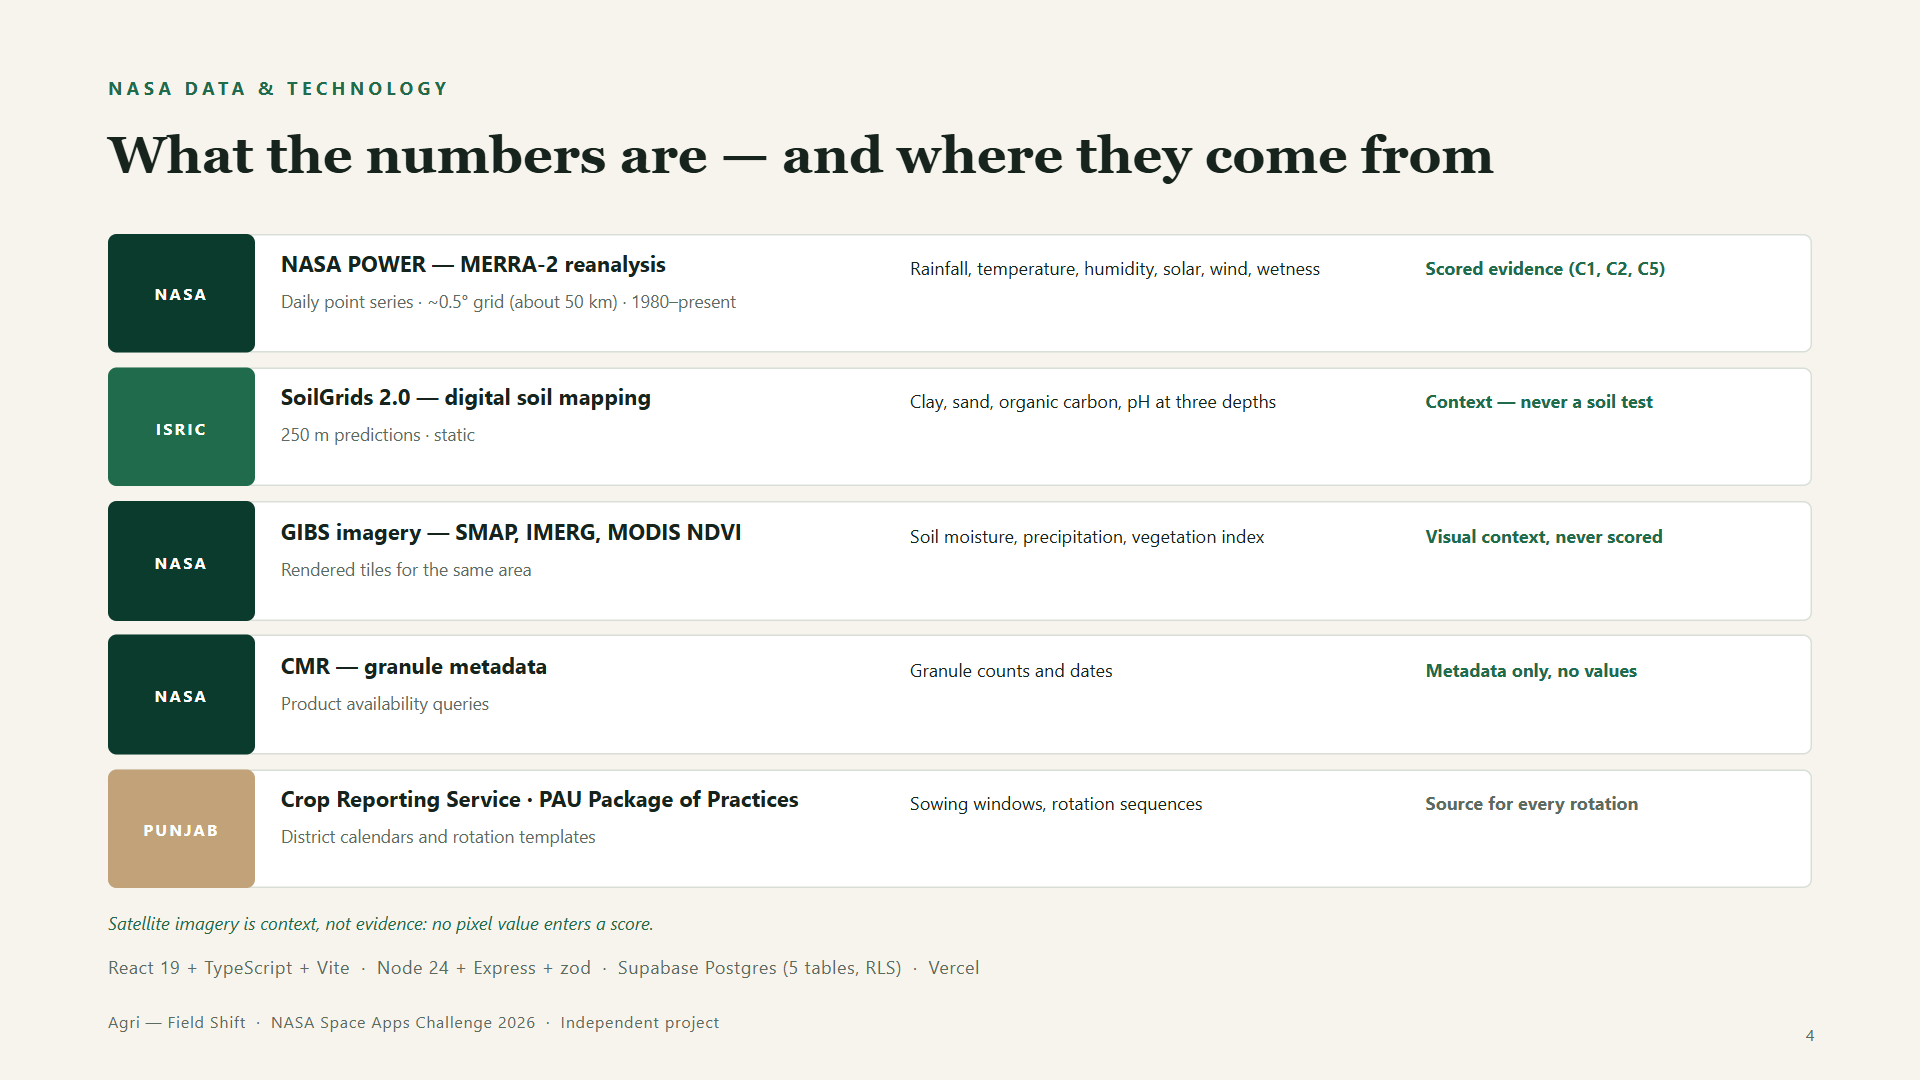 NASA DATA & TECHNOLOGY
What the numbers are — and where they come from
NASA
NASA POWER — MERRA-2 reanalysis
Daily point series · ~0.5° grid (about 50 km) · 1980–present
Rainfall, temperature, humidity, solar, wind, wetness
Scored evidence (C1, C2, C5)
ISRIC
SoilGrids 2.0 — digital soil mapping
250 m predictions · static
Clay, sand, organic carbon, pH at three depths
Context — never a soil test
NASA
GIBS imagery — SMAP, IMERG, MODIS NDVI
Rendered tiles for the same area
Soil moisture, precipitation, vegetation index
Visual context, never scored
NASA
CMR — granule metadata
Product availability queries
Granule counts and dates
Metadata only, no values
PUNJAB
Crop Reporting Service · PAU Package of Practices
District calendars and rotation templates
Sowing windows, rotation sequences
Source for every rotation
Satellite imagery is context, not evidence: no pixel value enters a score.
React 19 + TypeScript + Vite · Node 24 + Express + zod · Supabase Postgres (5 tables, RLS) · Vercel
Agri — Field Shift · NASA Space Apps Challenge 2026 · Independent project
4